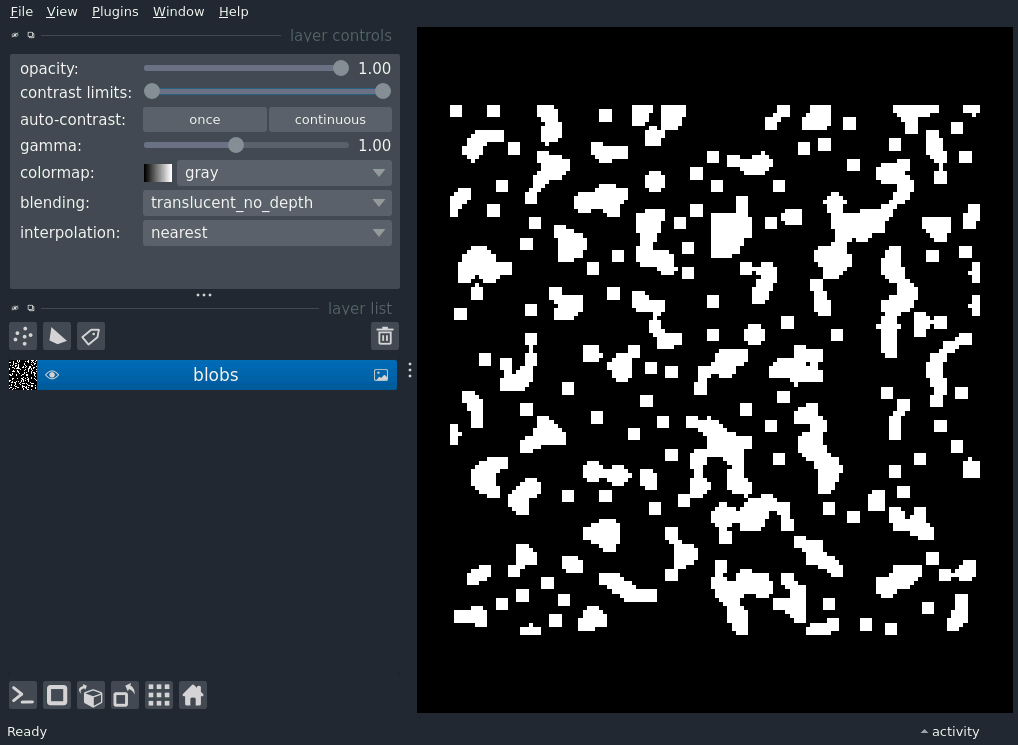 File View Plugins Window Help
layer controls
opacity: 1.00
contrast limits:
auto-contrast: once continuous
gamma: 1.00
colormap: gray
blending: translucent_no_depth
interpolation: nearest
layer list
blobs
Ready activity